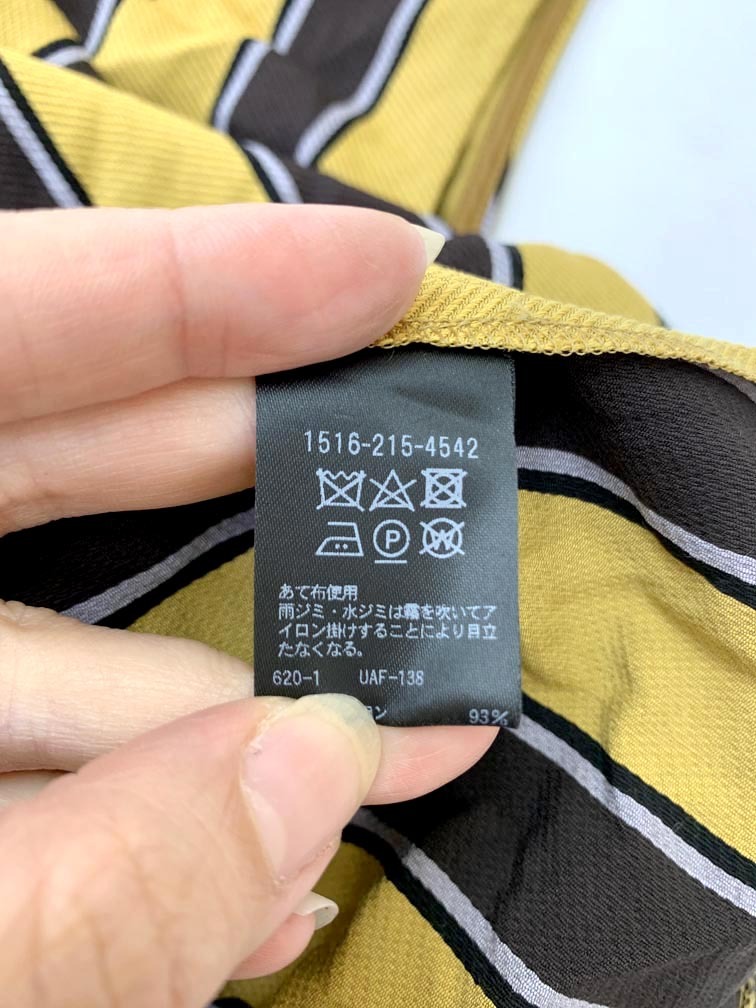 1516-215-4542
P W
あて布使用
雨ジミ・水ジミは霧を吹いてア
イロン掛けすることにより目立
たなくなる。
620-1 UAF-138
ン 93%